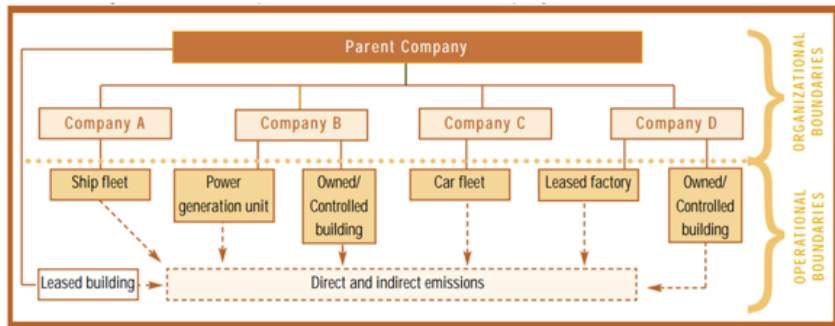 Parent Company
Company A
Company B
Company C
Company D
ORGANIZATIONAL
BOUNDARIES
Ship fleet
Power
generation unit
Owned/
Controlled
building
Car fleet
Leased factory
Owned/
Controlled
building
OPERATIONAL
BOUNDARIES
Leased building
Direct and indirect emissions